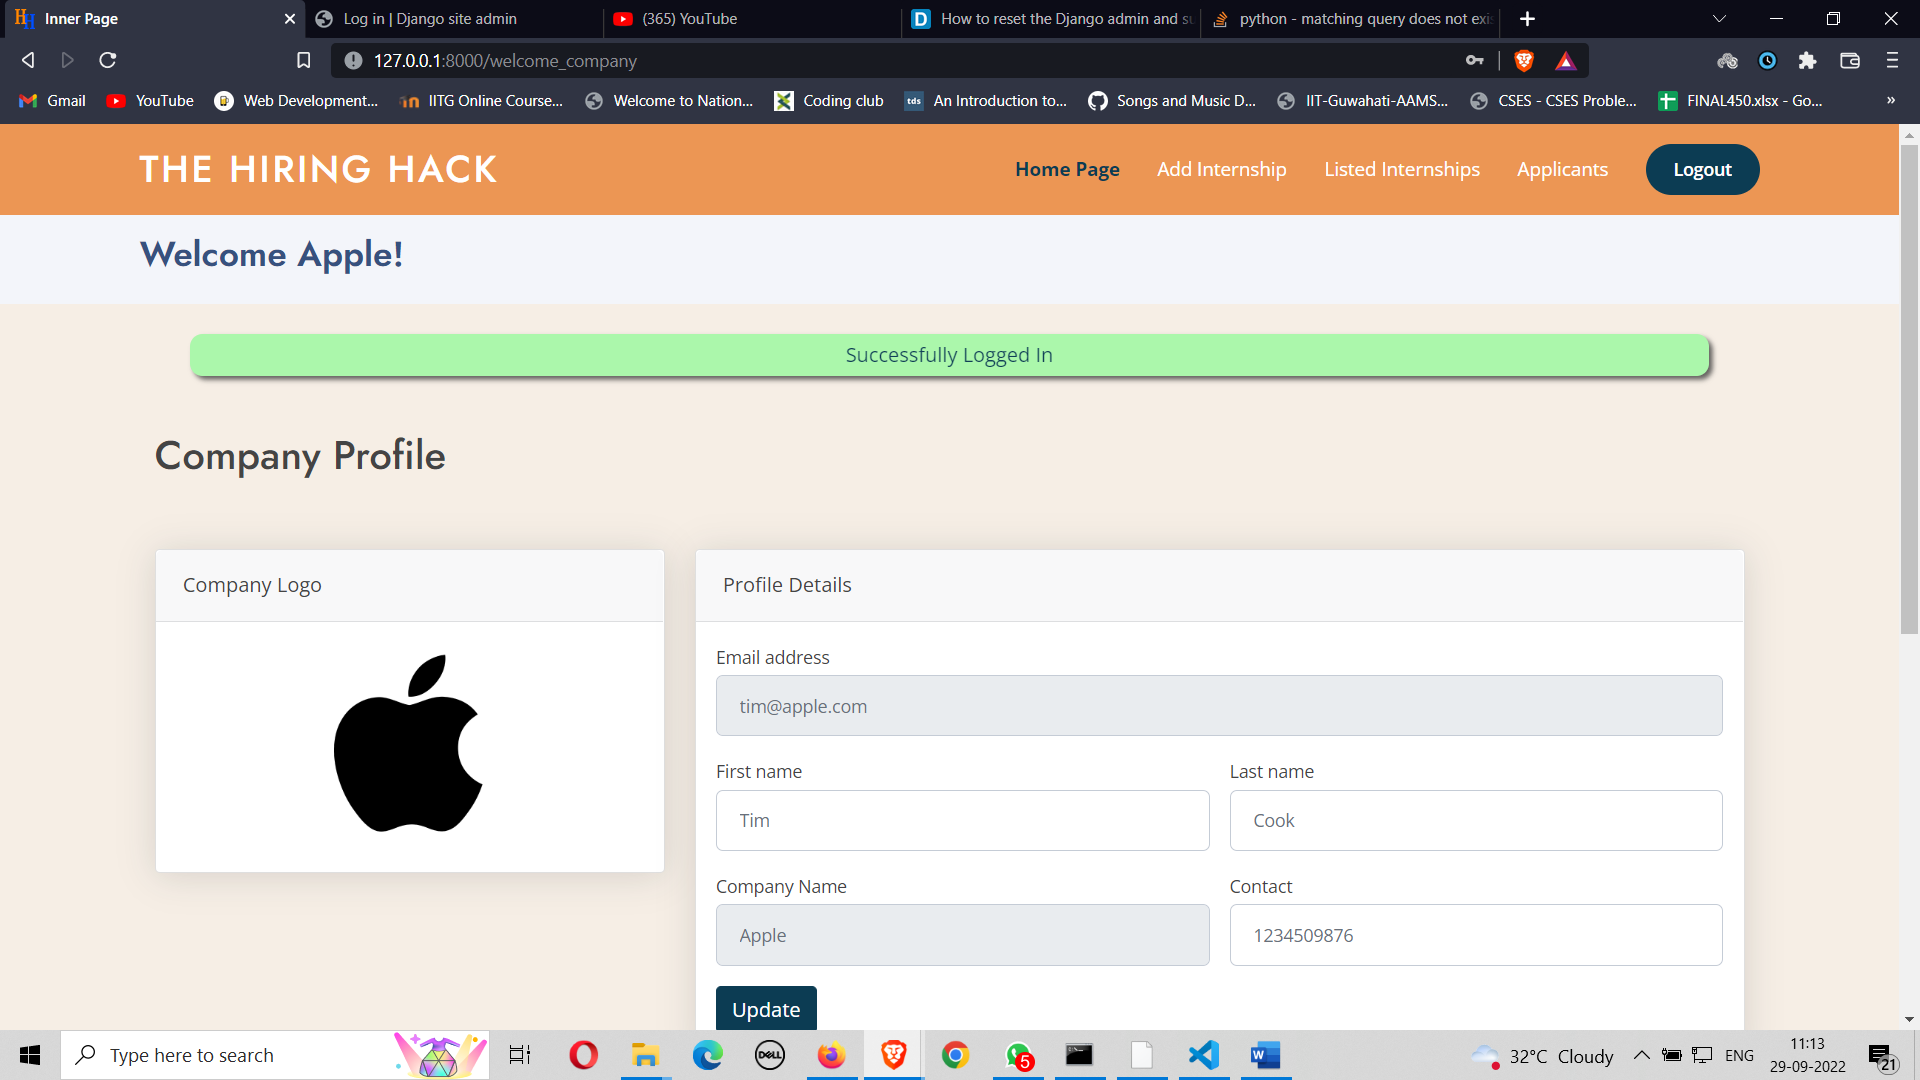 Inner Page
Log in | Django site admin
(365) YouTube
How to reset the Django admin and su
python - matching query does not exis
127.0.0.1:8000/welcome_company
Gmail
YouTube
Web Development...
IITG Online Course...
Welcome to Nation...
Coding club
tds
An Introduction to...
Songs and Music D...
IIT-Guwahati-AAMS...
CSES - CSES Proble...
FINAL450.xlsx - Go...
»
THE HIRING HACK
Home Page
Add Internship
Listed Internships
Applicants
Logout
Welcome Apple!
Successfully Logged In
Company Profile
Company Logo
Profile Details
Email address
tim@apple.com
First name
Last name
Tim
Cook
Company Name
Contact
Apple
1234509876
Update
Type here to search
DELL
5
W
32°C Cloudy
ENG
11:13
29-09-2022
21